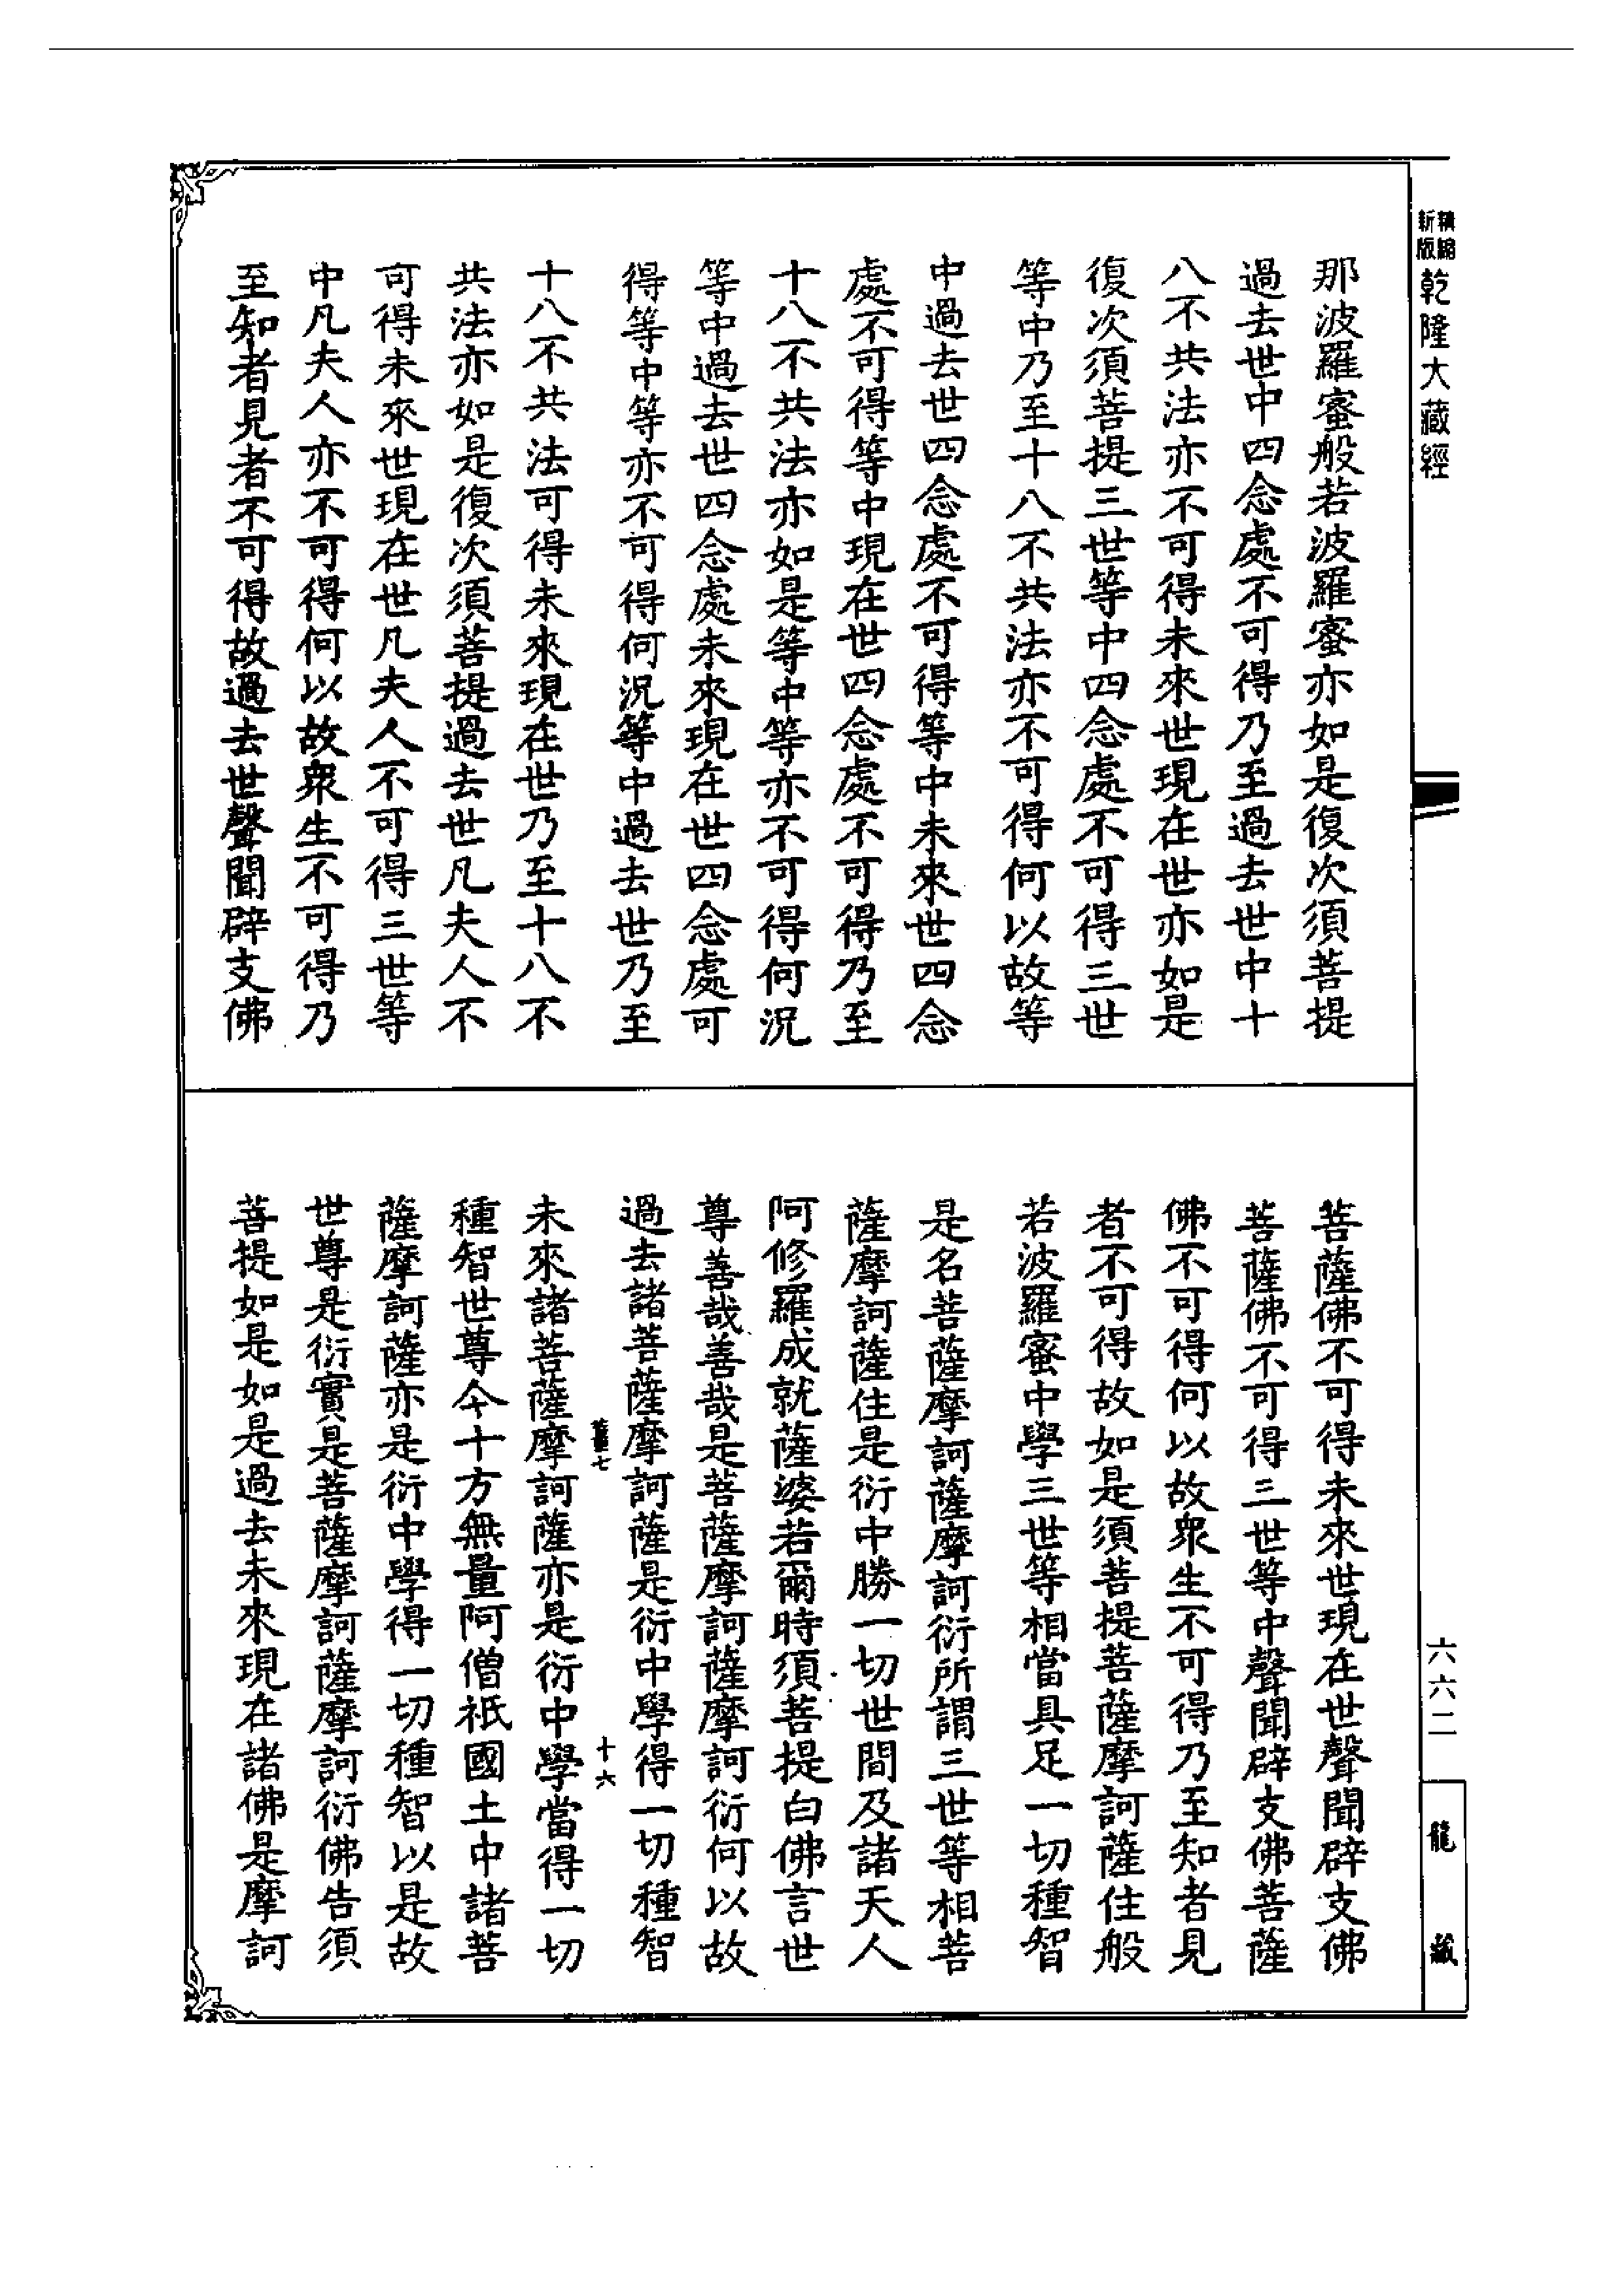 精縮
新版
乾隆大藏經
那波羅蜜般若波羅蜜亦如是復次須菩提
過去世中四念處不可得乃至過去世中十
八不共法亦不可得未來世現在世亦如是
復次須菩提三世等中四念處不可得三世
等中乃至十八不共法亦不可得何以故等
中過去世四念處不可得等中未來世四念
處不可得等中現在世四念處不可得乃至
十八不共法亦如是等中等亦不可得何況
等中過去世四念處未來現在世四念處可
得等中等亦不可得何況等中過去世乃至
十八不共法可得未來現在世乃至十八不
共法亦如是復次須菩提過去世凡夫人不
可得未來世現在世凡夫人不可得三世等
中凡夫人亦不可得何以故衆生不可得乃
至知者見者不可得故過去世聲聞辟支佛
菩薩佛不可得未來世現在世聲聞辟支佛
菩薩佛不可得三世等中聲聞辟支佛菩薩
佛不可得何以故衆生不可得乃至知者見
者不可得故如是須菩提菩薩摩訶薩住般
若波羅蜜中學三世等相當具足一切種智
是名菩薩摩訶薩摩訶衍所謂三世等相菩
薩摩訶薩住是衍中勝一切世間及諸天人
阿修羅成就薩婆若爾時須菩提白佛言世
尊善哉善哉是菩薩摩訶薩摩訶衍何以故
過去諸菩薩摩訶薩是衍中學得一切種智
十六
未來諸菩薩摩訶薩亦是衍中學當得一切
種智世尊今十方無量阿僧祇國土中諸菩
薩摩訶薩亦是衍中學得一切種智以是故
世尊是衍實是菩薩摩訶薩摩訶衍佛告須
菩提如是如是過去未來現在諸佛是摩訶
六六二
龍藏